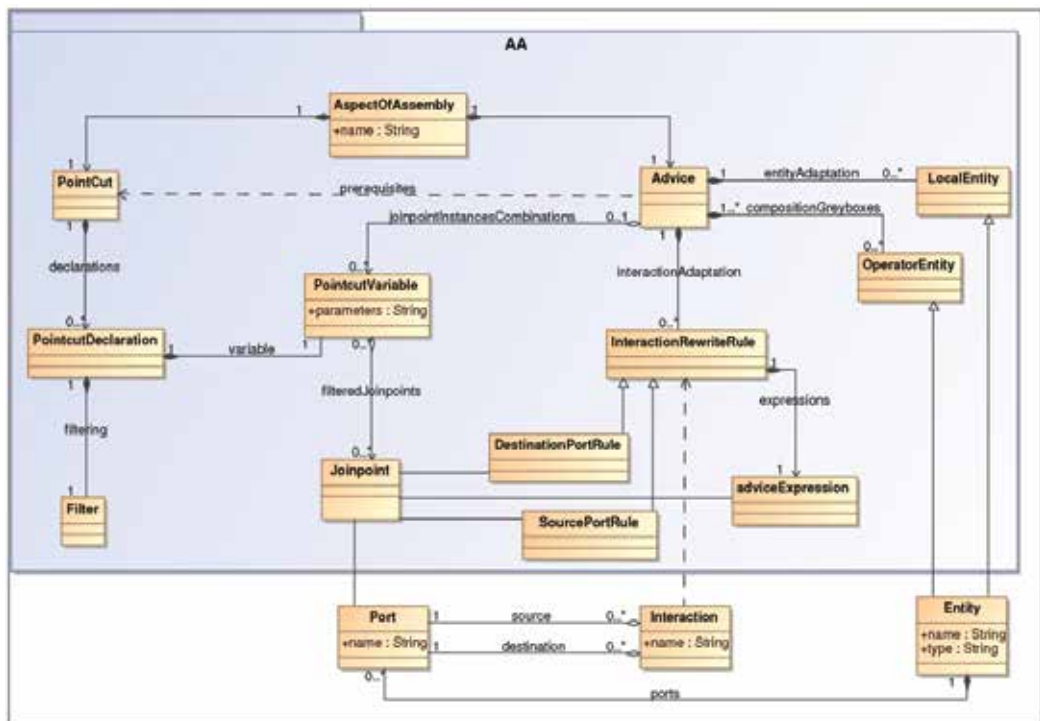 AA
AspectOfAssembly
+name : String
1
1
1
1
PointCut
1
prerequisites
Advice
1
entityAdaptation
0..*
LocalEntity
joinpointInstancesCombinations
0..1
1
1..*
compositionGreyboxes
0..*
OperatorEntity
declarations
interactionAdaptation
0..*
PointcutVariable
+parameters : String
0..*
PointcutDeclaration
1
variable
1
0..*
0..*
InteractionRewriteRule
1
expressions
1
filtering
filteredJoinpoints
0..*
DestinationPortRule
Joinpoint
1
adviceExpression
1
Filter
SourcePortRule
Port
+name : String
1
source
0..*
1
destination
0..*
Interaction
+name : String
Entity
+name : String
+type : String
0..*
ports
1